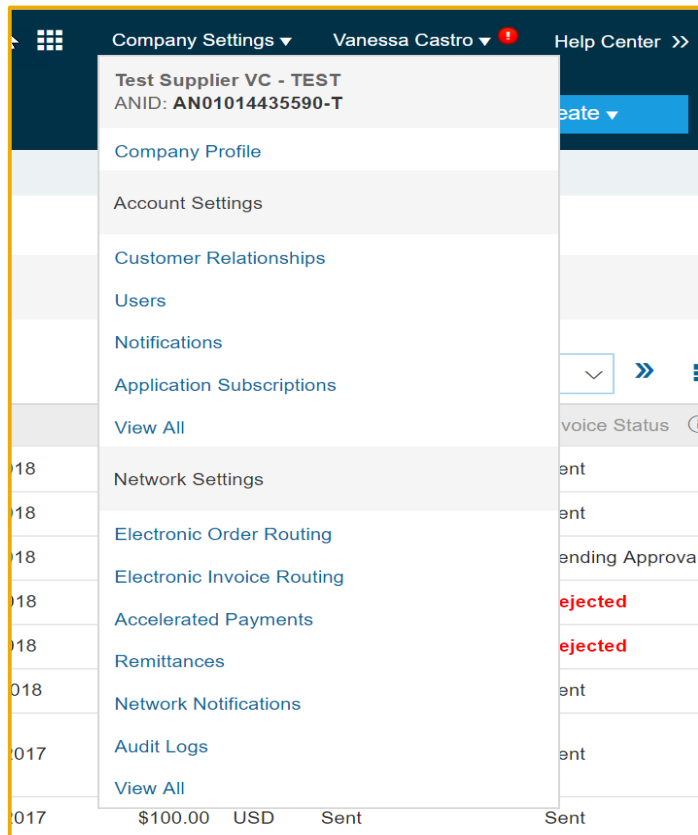 Company Settings ▾ Vanessa Castro ▾ ! Help Center >>
Test Supplier VC - TEST
ANID: AN01014435590-T
eate ▾
Company Profile
Account Settings
Customer Relationships
Users
Notifications
Application Subscriptions
View All
voice Status
018 ent
Network Settings
018 ent
Electronic Order Routing
018 ending Approva
Electronic Invoice Routing
018 ejected
Accelerated Payments
018 ejected
Remittances
018 ent
Network Notifications
Audit Logs
2017 ent
View All
2017 $100.00 USD Sent Sent